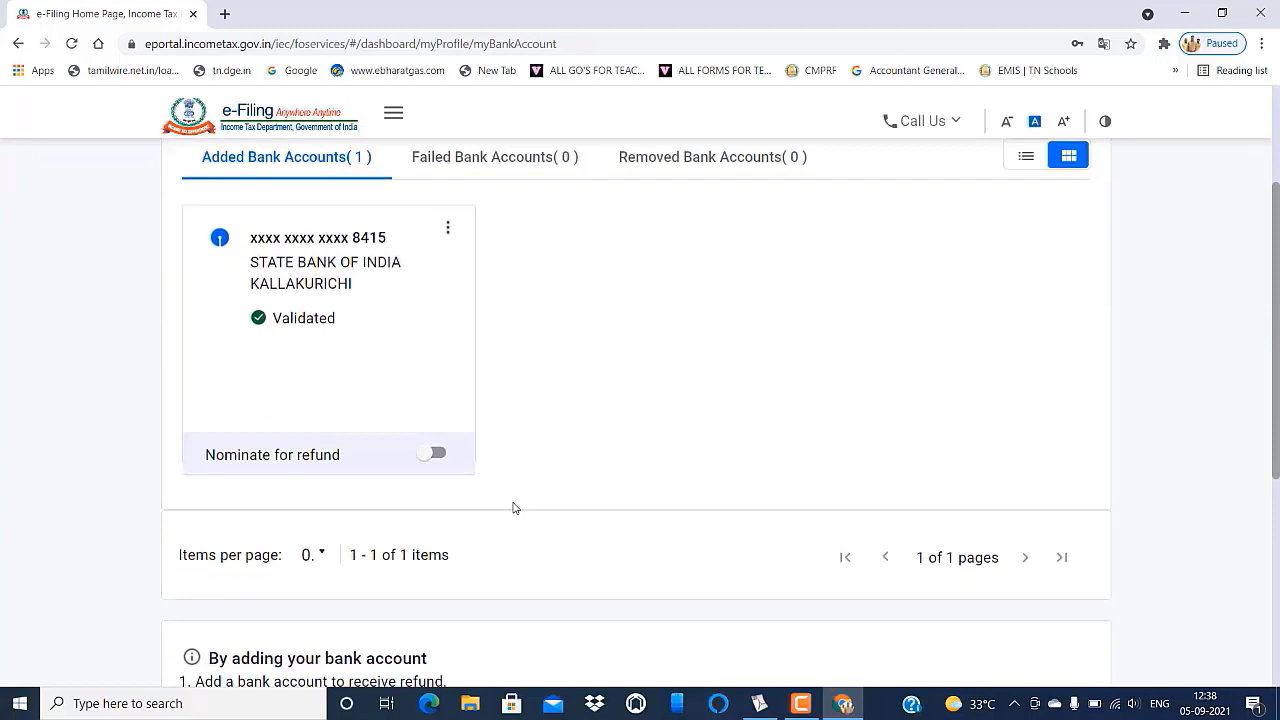 e-Filing Home Page, Income Tax
eportal.incometax.gov.in/iec/foservices/#/dashboard/myProfile/myBankAccount
Paused
Apps
tamilwire.net.in/loa...
tn.dge.in
Google
www.ebharatgas.com
New Tab
ALL GO'S FOR TEAC...
ALL FORMS FOR TE...
CMPRF
Accountant General...
EMIS | TN Schools
»
Reading list
e-Filing Anywhere Anytime
Income Tax Department, Government of India
Call Us
A-
A
A+
Added Bank Accounts( 1 )
Failed Bank Accounts( 0 )
Removed Bank Accounts( 0 )
xxxx xxxx xxxx 8415
STATE BANK OF INDIA
KALLAKURICHI
Validated
Nominate for refund
Items per page: 0.
1 - 1 of 1 items
1 of 1 pages
By adding your bank account
1. Add a bank account to receive refund.
Type here to search
33°C
ENG
12:38
05-09-2021
1